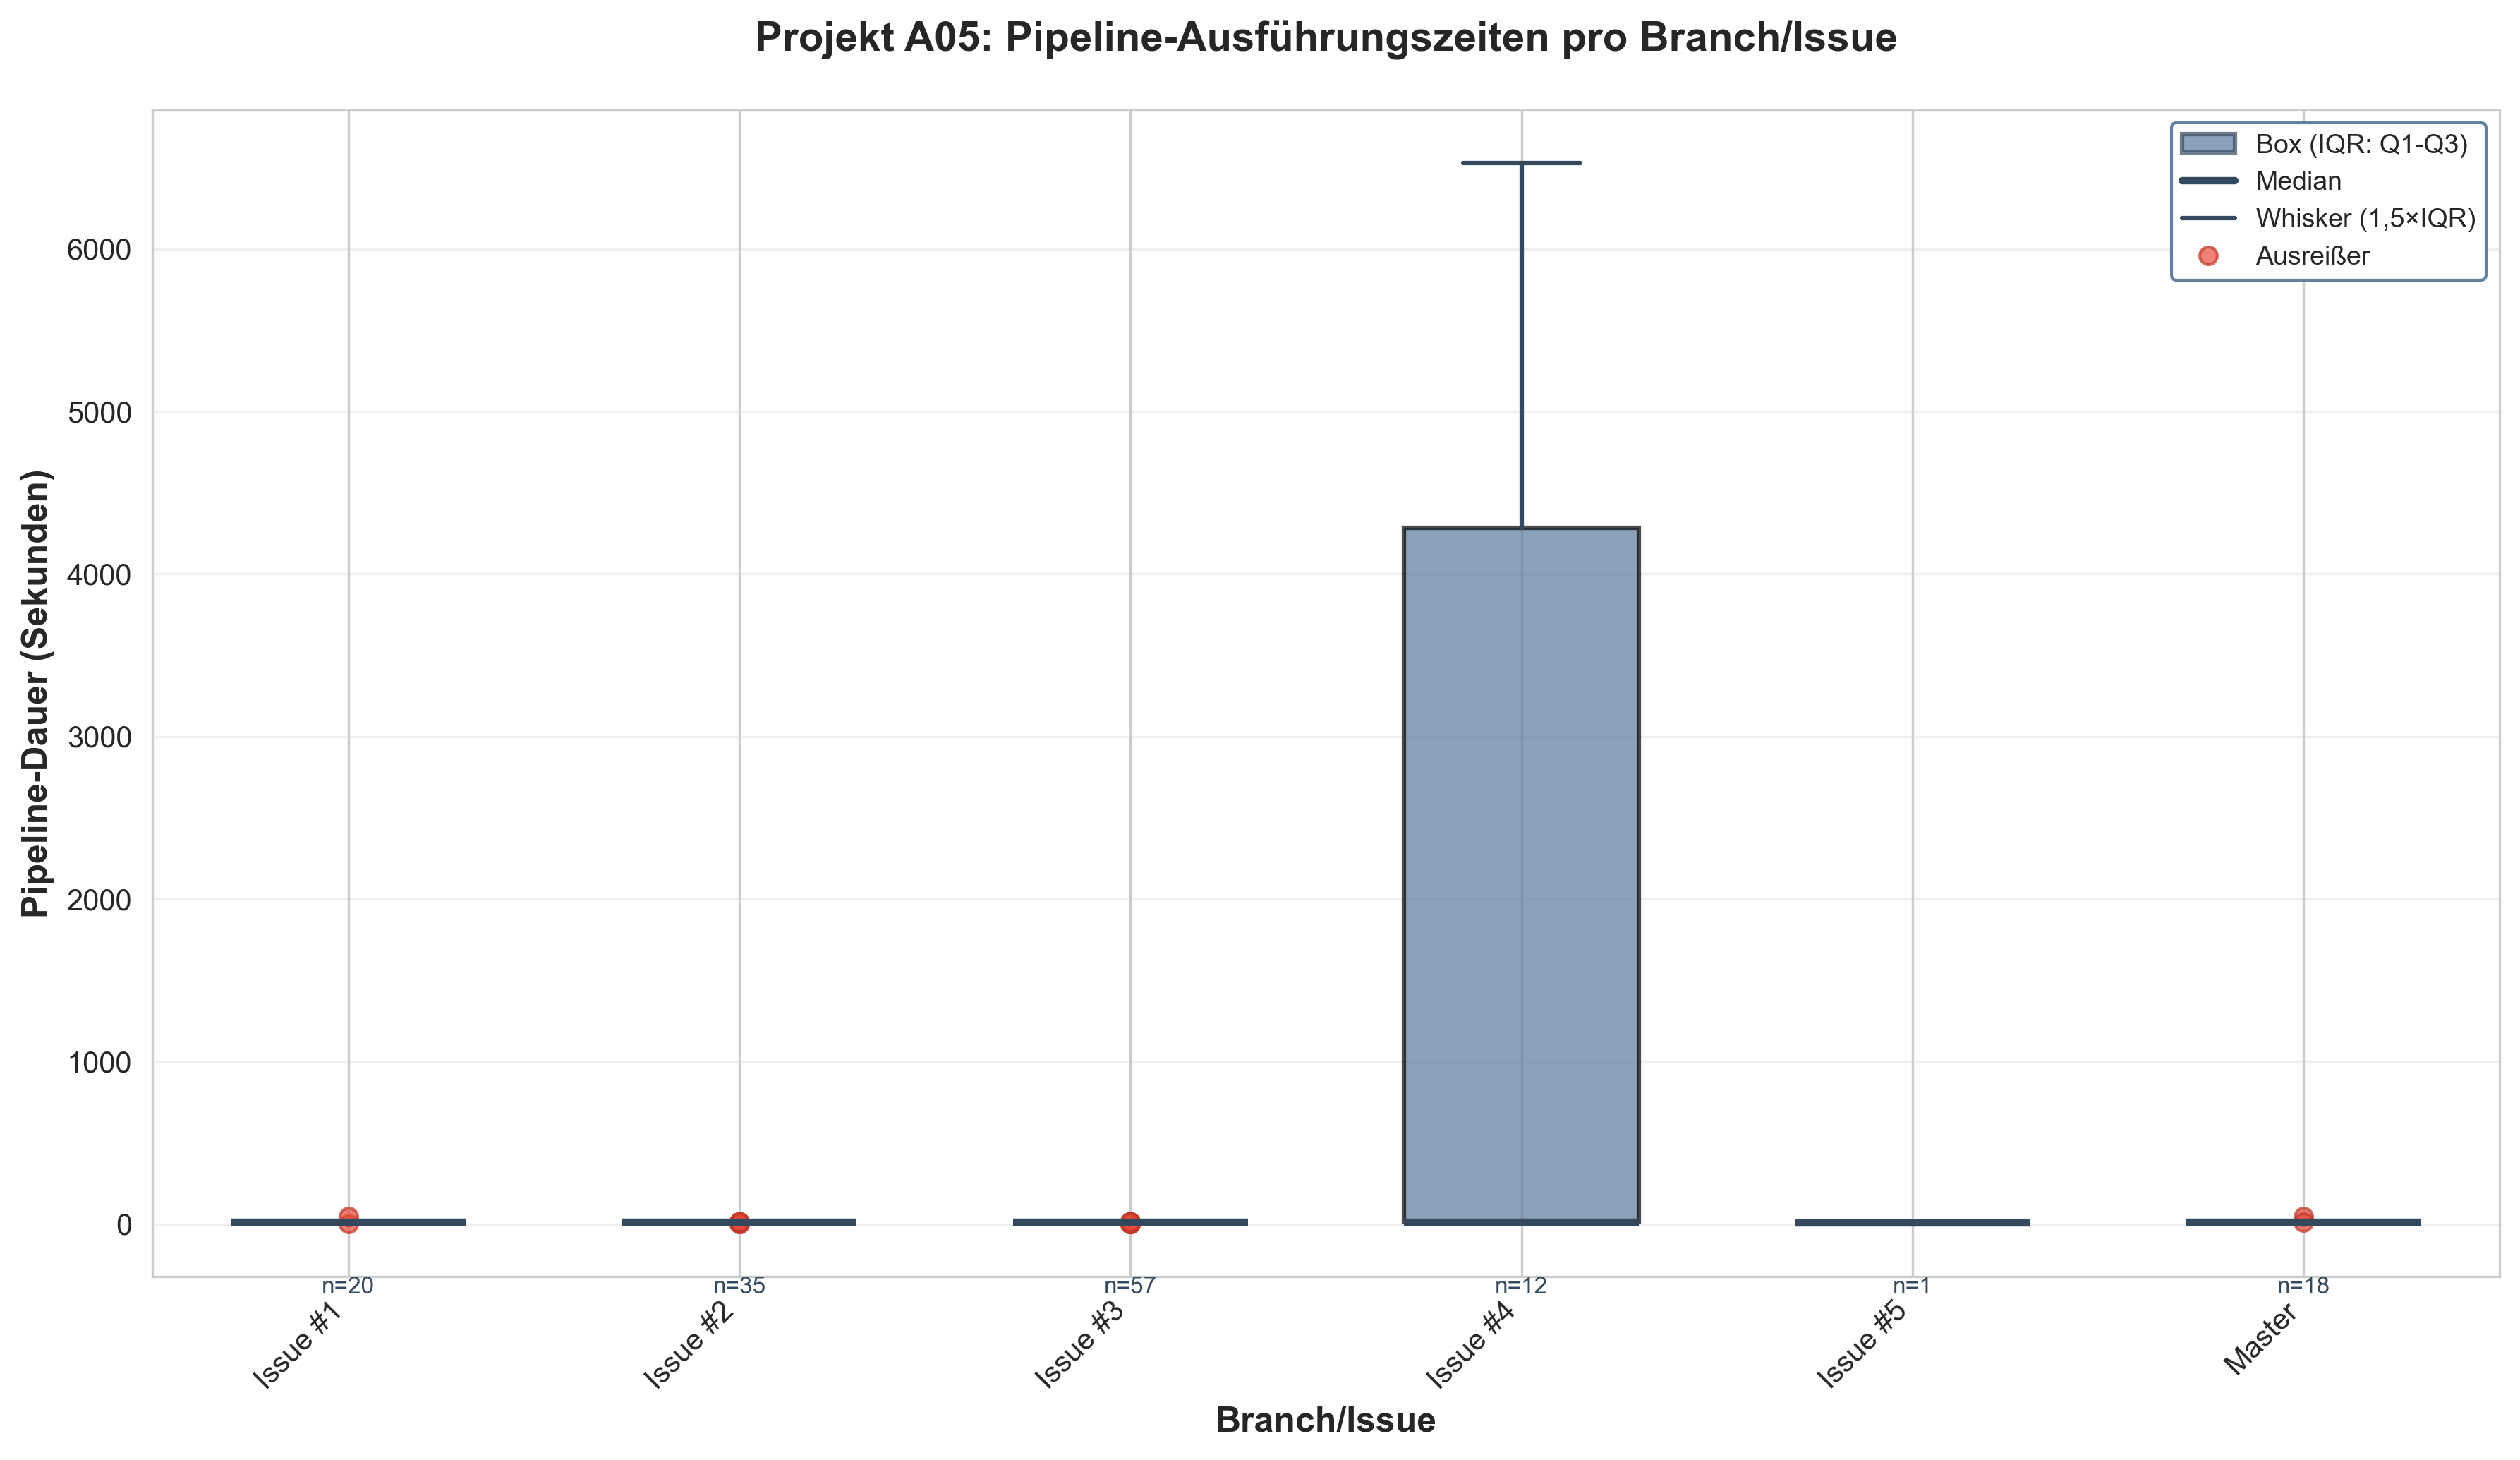 Projekt A05: Pipeline-Ausführungszeiten pro Branch/Issue
Box (IQR: Q1-Q3)
Median
Whisker (1,5×IQR)
Ausreißer
Pipeline-Dauer (Sekunden)
6000
5000
4000
3000
2000
1000
0
n=20
n=35
n=57
n=12
n=1
n=18
Issue #1
Issue #2
Issue #3
Issue #4
Issue #5
Master
Branch/Issue